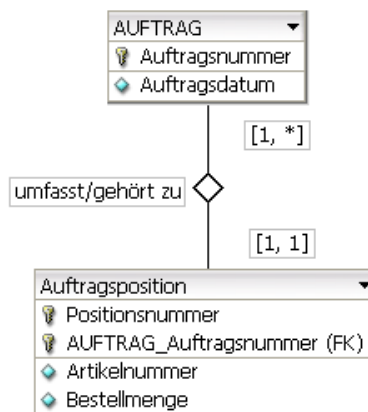 AUFTRAG
Auftragsnummer
Auftragsdatum
[1, *]
umfasst/gehört zu
[1, 1]
Auftragsposition
Positionsnummer
AUFTRAG_Auftragsnummer (FK)
Artikelnummer
Bestellmenge